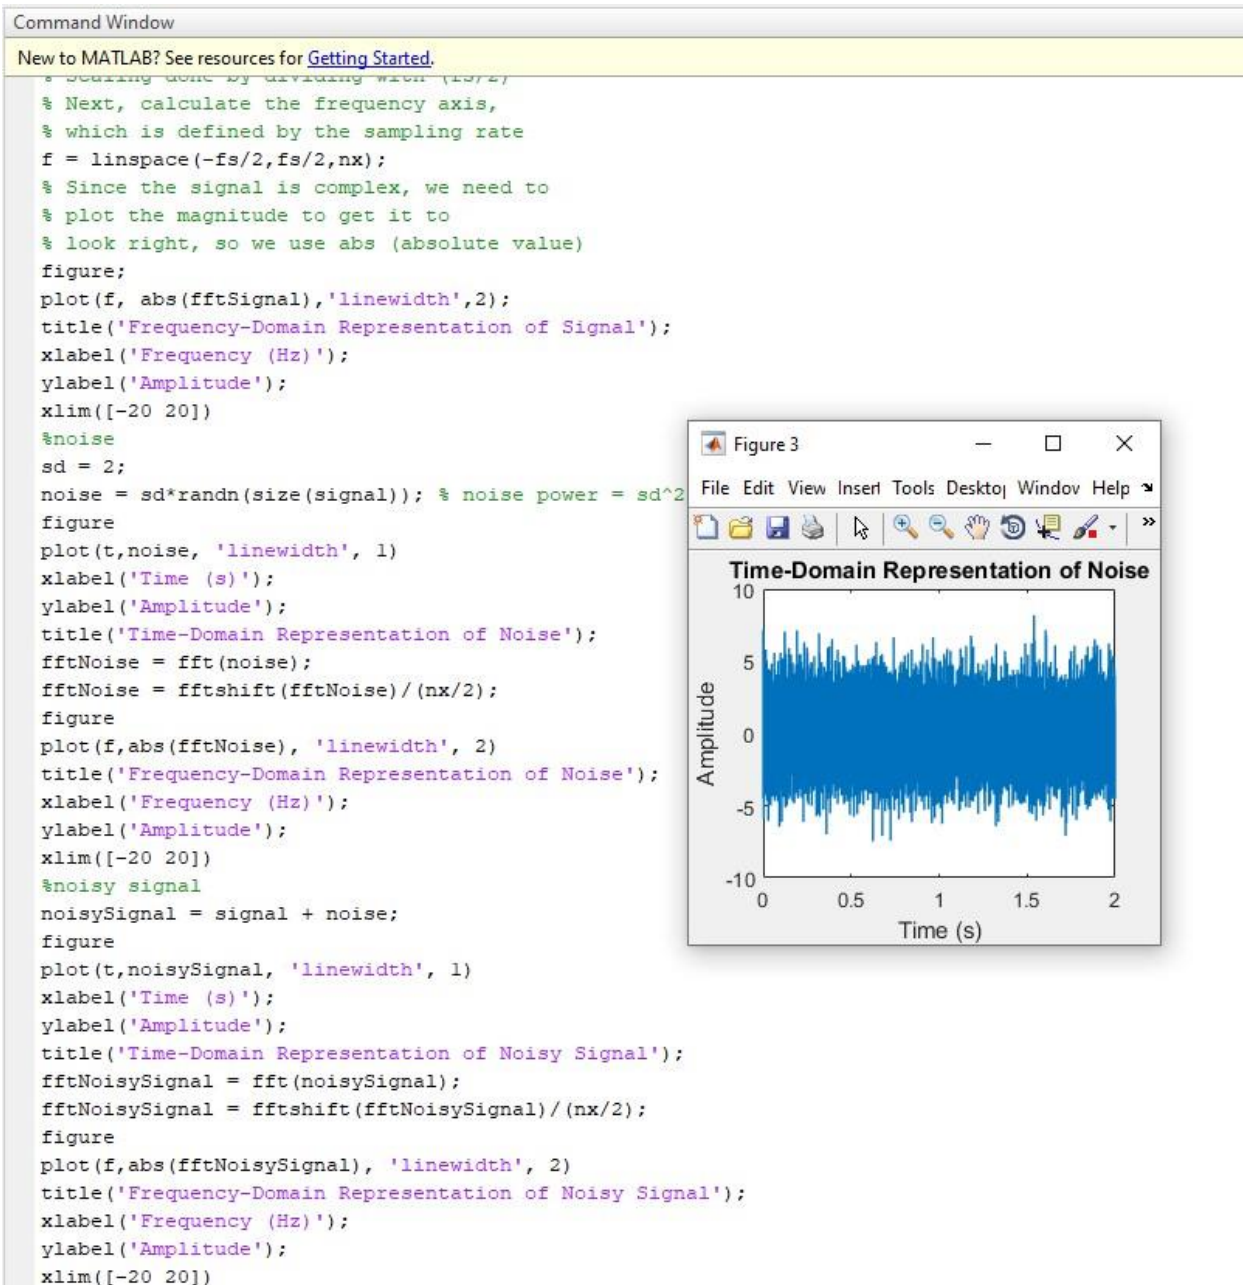 Command Window
New to MATLAB? See resources for Getting Started.
% Scaling done by dividing with (fs/2)
% Next, calculate the frequency axis,
% which is defined by the sampling rate
f = linspace(-fs/2,fs/2,nx);
% Since the signal is complex, we need to
% plot the magnitude to get it to
% look right, so we use abs (absolute value)
figure;
plot(f, abs(fftSignal),'linewidth',2);
title('Frequency-Domain Representation of Signal');
xlabel('Frequency (Hz)');
ylabel('Amplitude');
xlim([-20 20])
%noise
sd = 2;
noise = sd*randn(size(signal)); % noise power = sd^2
figure
plot(t,noise, 'linewidth', 1)
xlabel('Time (s)');
ylabel('Amplitude');
title('Time-Domain Representation of Noise');
fftNoise = fft(noise);
fftNoise = fftshift(fftNoise)/(nx/2);
figure
plot(f,abs(fftNoise), 'linewidth', 2)
title('Frequency-Domain Representation of Noise');
xlabel('Frequency (Hz)');
ylabel('Amplitude');
xlim([-20 20])
%noisy signal
noisySignal = signal + noise;
figure
plot(t,noisySignal, 'linewidth', 1)
xlabel('Time (s)');
ylabel('Amplitude');
title('Time-Domain Representation of Noisy Signal');
fftNoisySignal = fft(noisySignal);
fftNoisySignal = fftshift(fftNoisySignal)/(nx/2);
figure
plot(f,abs(fftNoisySignal), 'linewidth', 2)
title('Frequency-Domain Representation of Noisy Signal');
xlabel('Frequency (Hz)');
ylabel('Amplitude');
xlim([-20 20])
Figure 3
File Edit View Insert Tools Desktop Window Help
Time-Domain Representation of Noise
10
5
0
-5
-10
Amplitude
0 0.5 1 1.5 2
Time (s)